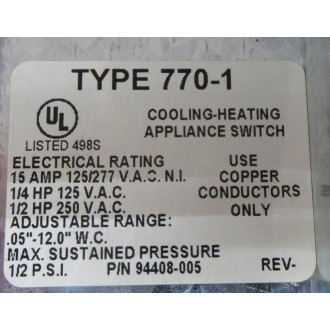 TYPE 770-1
UL
LISTED 498S
COOLING-HEATING
APPLIANCE SWITCH
ELECTRICAL RATING
15 AMP 125/277 V.A.C. N.I.
1/4 HP 125 V.A.C.
1/2 HP 250 V.A.C.
USE
COPPER
CONDUCTORS
ONLY
ADJUSTABLE RANGE:
.05"-12.0" W.C.
MAX. SUSTAINED PRESSURE
1/2 P.S.I. P/N 94408-005 REV-